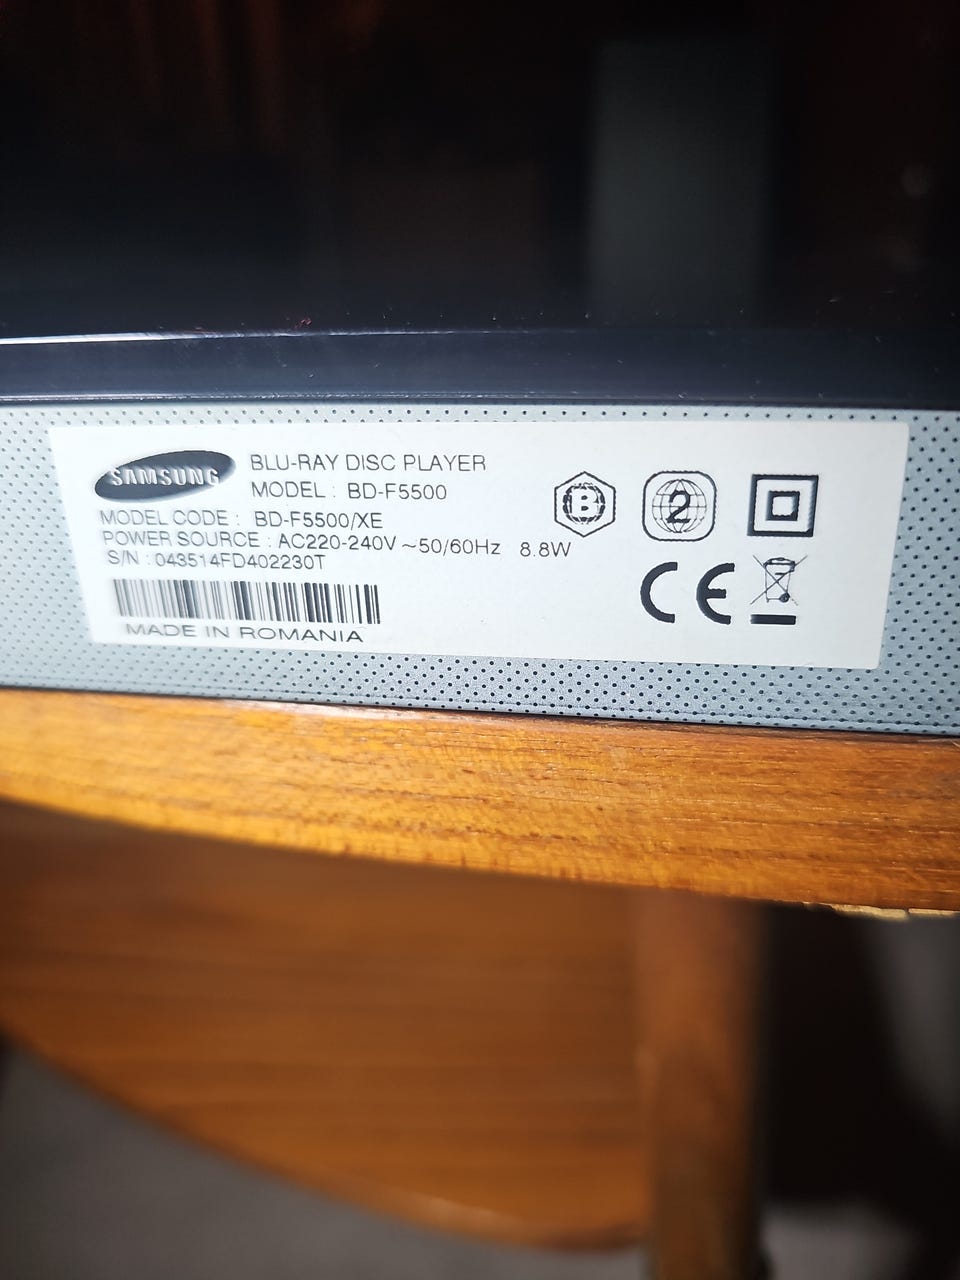 SAMSUNG
BLU-RAY DISC PLAYER
MODEL : BD-F5500
MODEL CODE : BD-F5500/XE
POWER SOURCE : AC220-240V ~50/60Hz 8.8W
S/N : 043514FD402230T
MADE IN ROMANIA
B
2
CE